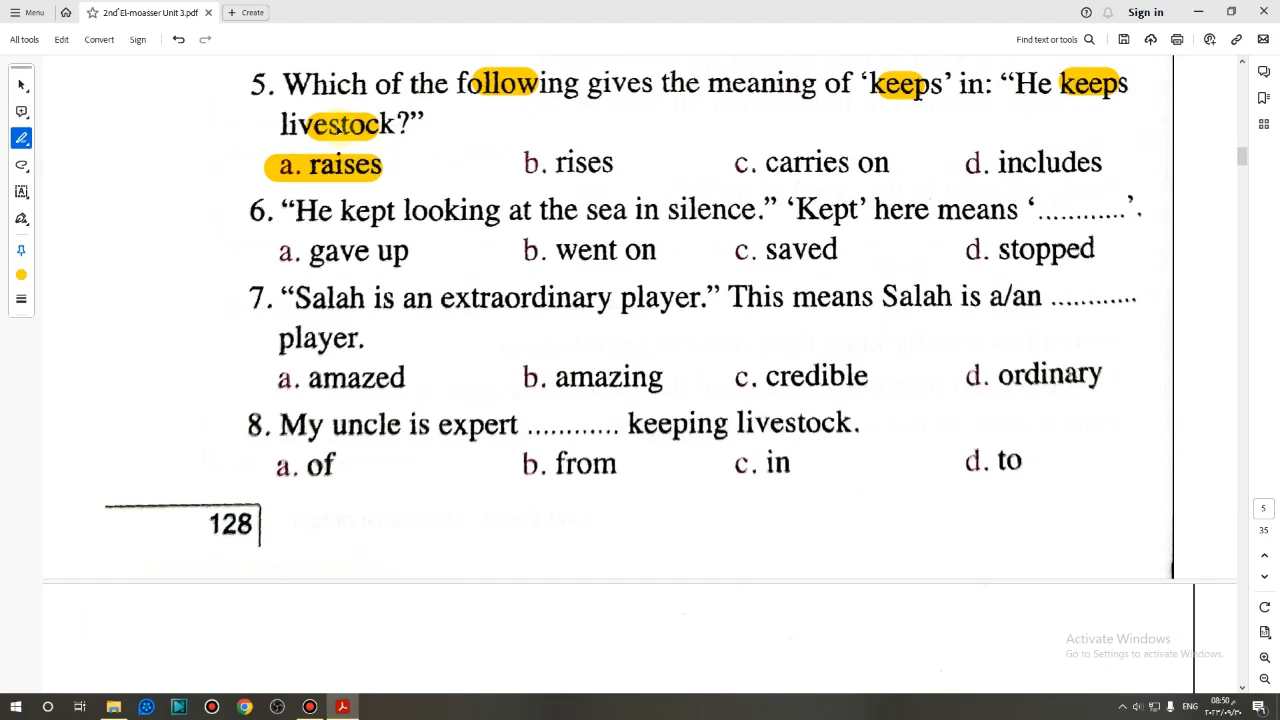 Menu
2nd El-moasser Unit 3.pdf
Create
Sign in
All tools
Edit
Convert
Sign
Find text or tools
5. Which of the following gives the meaning of ‘keeps’ in: “He keeps
livestock?”
a. raises b. rises c. carries on d. includes
6. “He kept looking at the sea in silence.” ‘Kept’ here means ‘............’.
a. gave up b. went on c. saved d. stopped
7. “Salah is an extraordinary player.” This means Salah is a/an ............
player.
a. amazed b. amazing c. credible d. ordinary
8. My uncle is expert ............ keeping livestock.
a. of b. from c. in d. to
128
5
35
Activate Windows
Go to Settings to activate Windows.
ENG
08:50 م